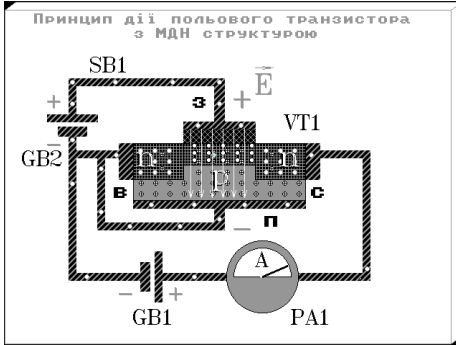 Принцип дії польового транзистора
з МДН структурою
SB1
+
З
+
E
VT1
GB2
–
n
n
В
P
С
–
П
A
–
+
GB1
PA1